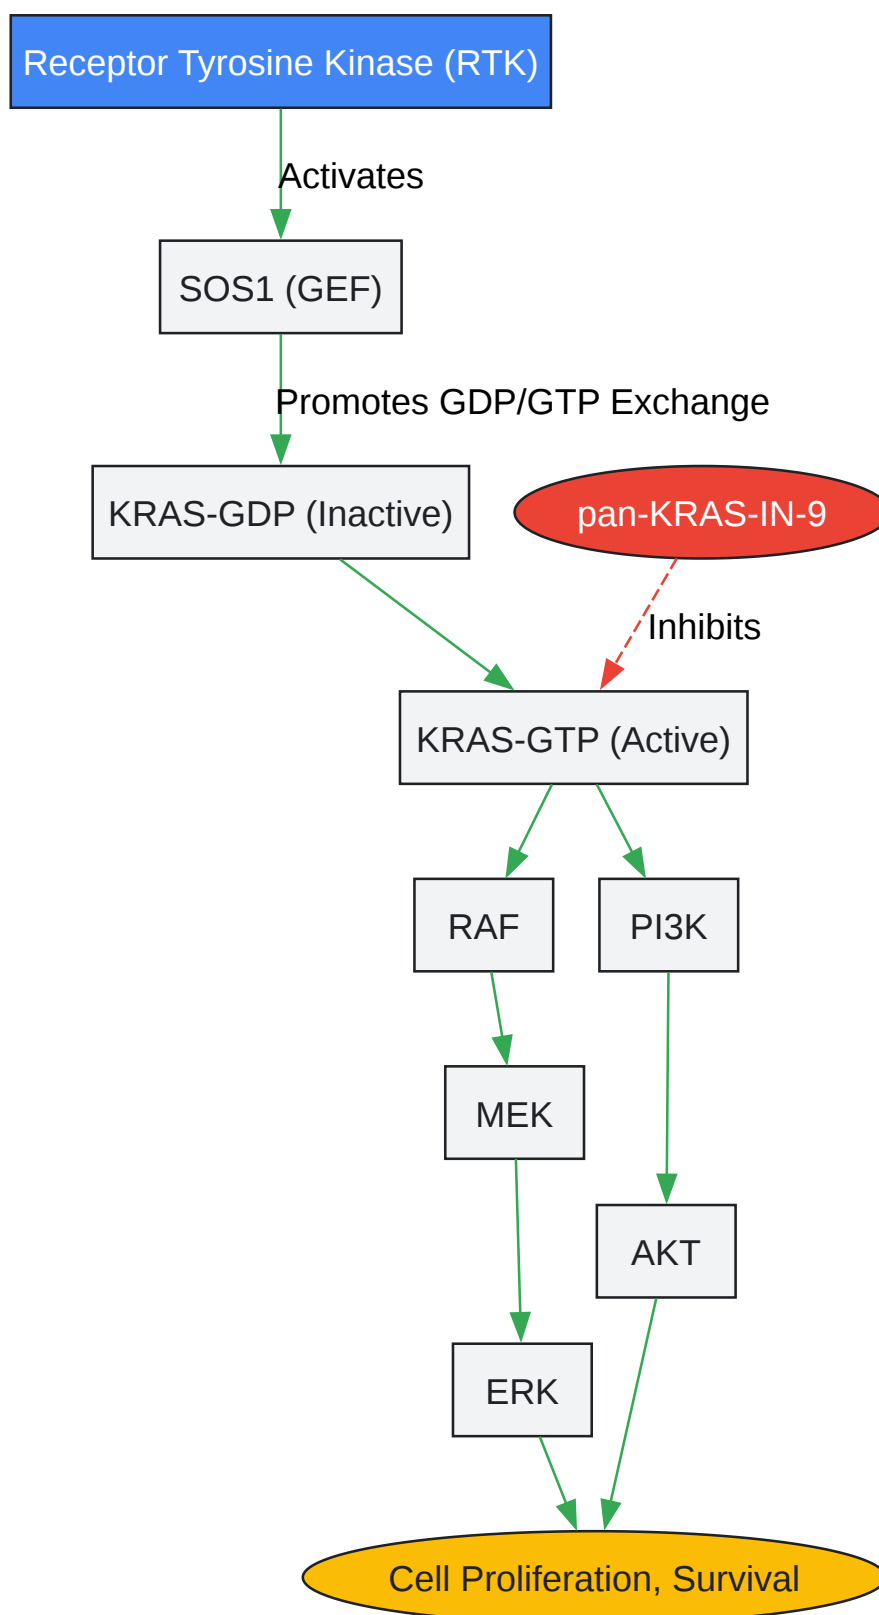 Receptor Tyrosine Kinase (RTK)
Activates
SOS1 (GEF)
Promotes GDP/GTP Exchange
KRAS-GDP (Inactive)
pan-KRAS-IN-9
Inhibits
KRAS-GTP (Active)
RAF
PI3K
MEK
AKT
ERK
Cell Proliferation, Survival